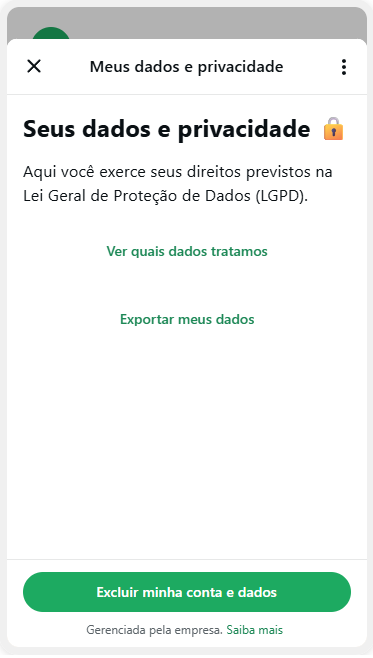 Meus dados e privacidade
Seus dados e privacidade 🔒
Aqui você exerce seus direitos previstos na
Lei Geral de Proteção de Dados (LGPD).
Ver quais dados tratamos
Exportar meus dados
Excluir minha conta e dados
Gerenciada pela empresa. Saiba mais